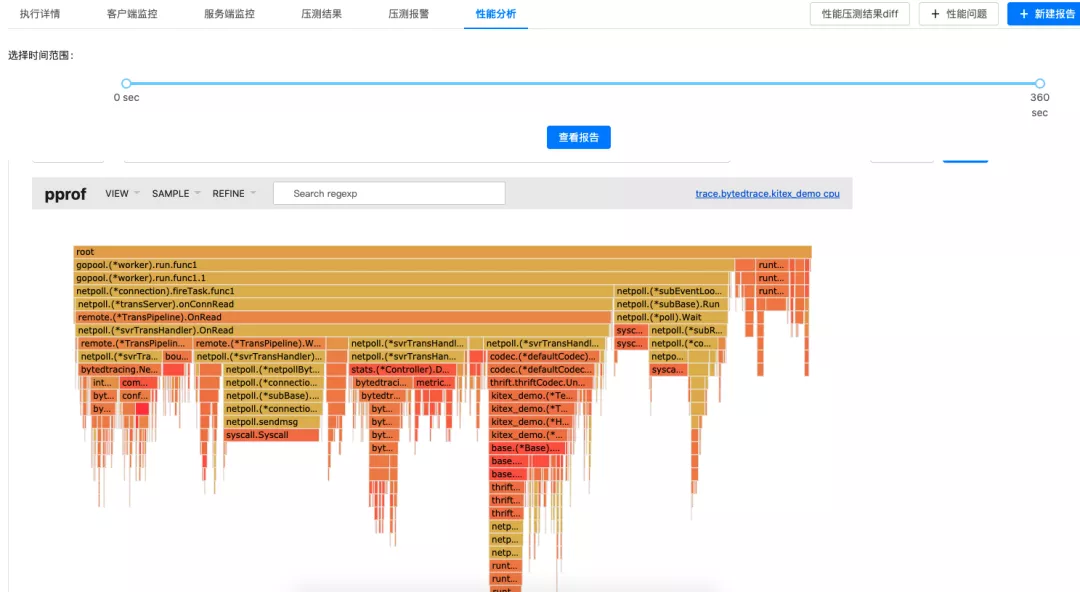 执行详情 客户端监控 服务端监控 压测结果 压测报警 性能分析 性能压测结果diff + 性能问题 + 新建报告
选择时间范围:
0 sec 360
sec
查看报告
pprof VIEW SAMPLE REFINE Search regexp trace.bytedtrace.kitex_demo cpu
root
gopool.(*worker).run.func1 runt...
gopool.(*worker).run.func1.1 runt...
netpoll.(*connection).fireTask.func1 netpoll.(*subEventLoo... runt...
netpoll.(*transServer).onConnRead netpoll.(*subBase).Run
remote.(*TransPipeline).OnRead netpoll.(*poll).Wait
netpoll.(*svrTransHandler).OnRead sysc... netpoll.(*subR...
remote.(*TransPipelin... remote.(*TransPipeline).W... netpoll.(*svrTransHandl... netpoll.(*svrTransHandl... sysc... netpoll.(*co...
netpoll.(*svrTra... bou... netpoll.(*svrTransHandler)... netpoll.(*svrTransHan... codec.(*defaultCodec)... netpo...
bytedtracing.Ne... netpoll.(*netpollByt... stats.(*Controller).D... codec.(*defaultCodec... sysca...
int... com... netpoll.(*connectio... bytedtraci... metric... thrift.thriftCodec.Un...
byt... conf... netpoll.(*subBase).... bytedtr... kitex_demo.(*Te...
by... netpoll.(*connectio... byt... kitex_demo.(*T...
netpoll.sendmsg byt... kitex_demo.(*H...
syscall.Syscall byt... kitex_demo.(*...
byt... base.(*Base)....
base....
base....
thrift...
thrift...
thrift...
netp...
netp...
netp...
runt...
runt...
runt...